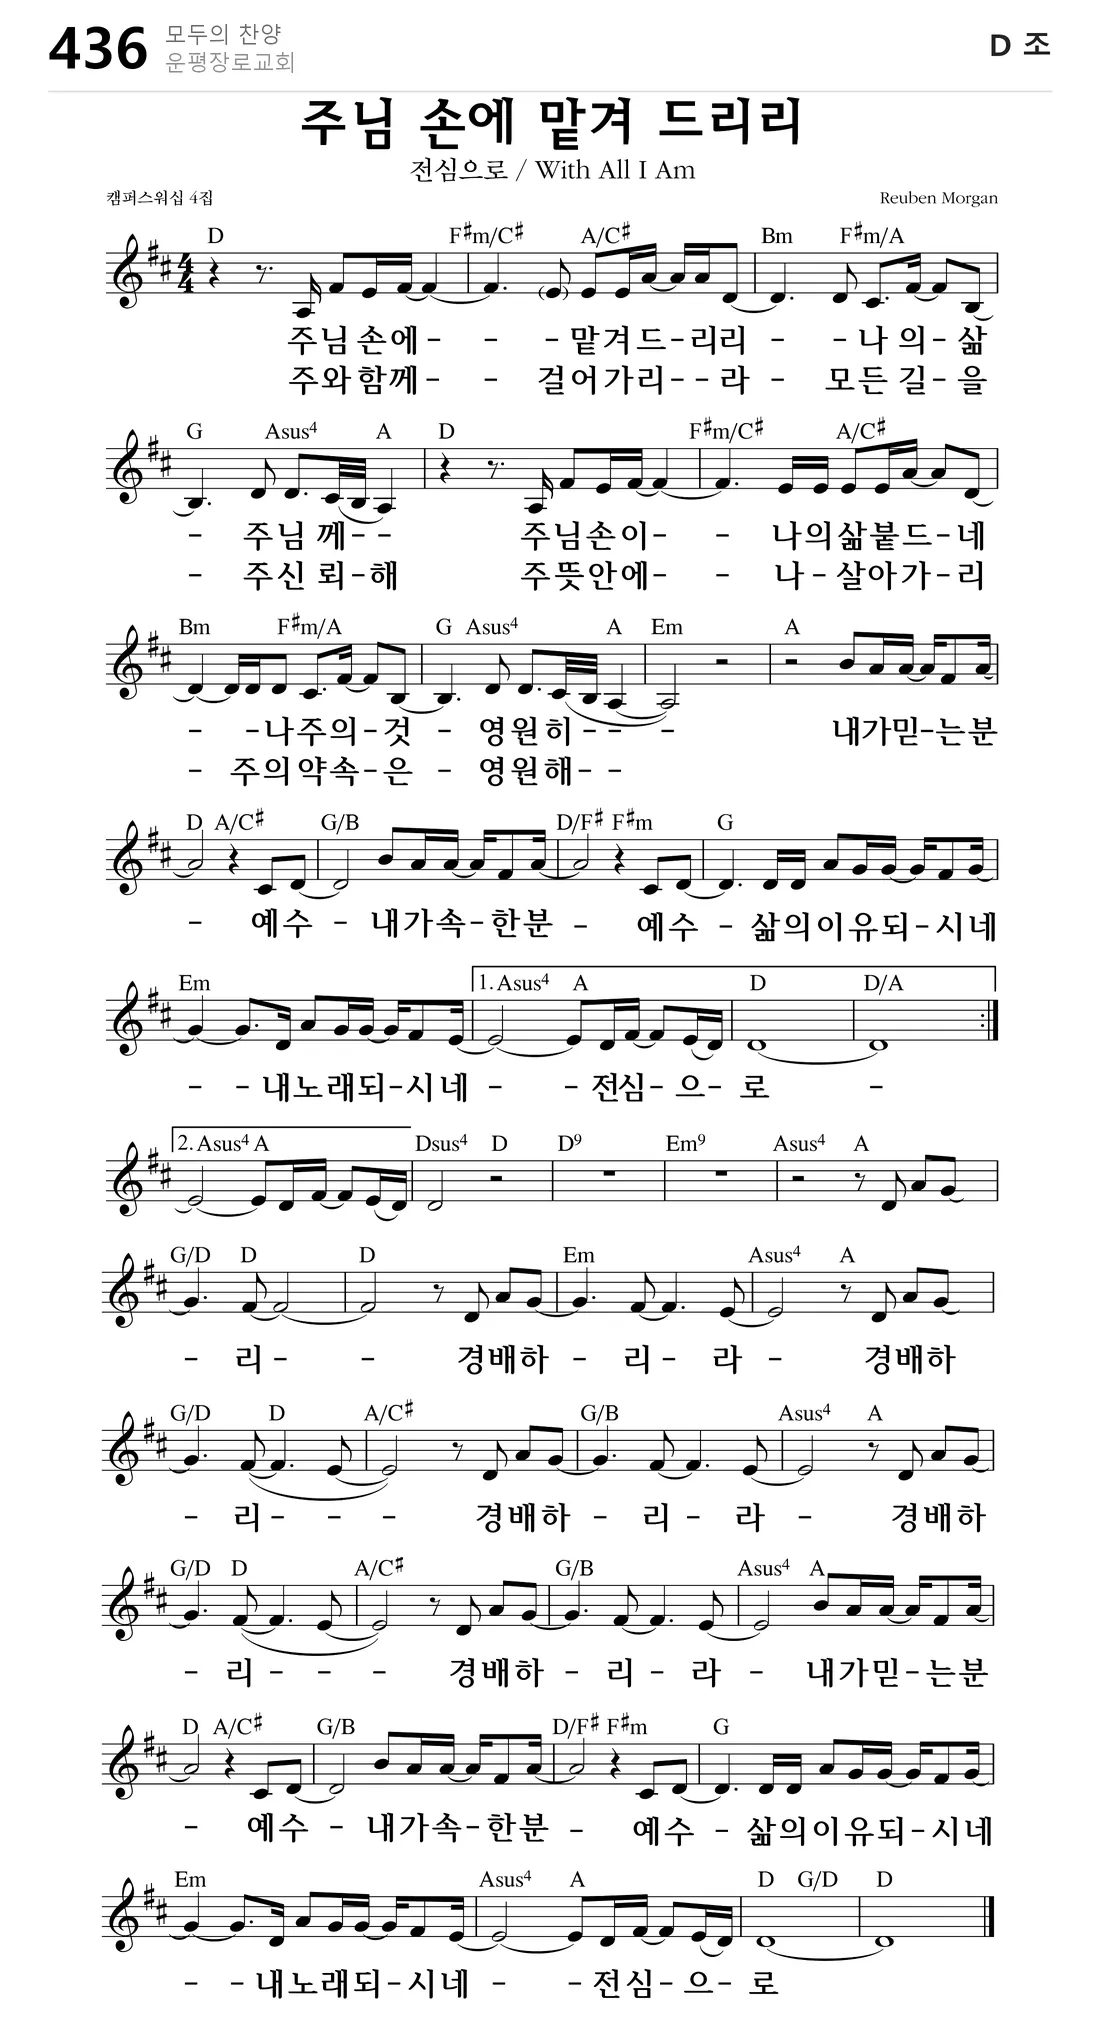 436 모두의 찬양
운평장로교회
D 조
주님 손에 맡겨 드리리
전심으로 / With All I Am
캠퍼스워십 4집 Reuben Morgan
D F♯m/C♯ A/C♯ Bm F♯m/A
주님 손에 - - - 맡겨드-리리 - - 나 의- 삶
주와 함께 - - 걸어가리 - - 라 - 모든 길 - 을
G Asus4 A D F♯m/C♯ A/C♯
- 주님 께 - - 주님손이 - - 나의삶붙드-네
- 주신 뢰 - 해 주뜻안에 - - 나 - 살아가 - 리
Bm F♯m/A G Asus4 A Em A
- - 나주의 - 것 - 영원히 - - - 내가믿 - 는분
- 주의약속 - 은 - 영원해 - -
D A/C♯ G/B D/F♯ F♯m G
- 예수 - 내가속 - 한분 - 예수 - 삶의이유되 - 시네
Em 1. Asus4 A D D/A
- - 내노래되 - 시네 - - 전심 - 으 - 로 -
2. Asus4 A Dsus4 D D9 Em9 Asus4 A
G/D D D Em Asus4 A
- 리 - - 경배하 - 리 - 라 - 경배하
G/D D A/C♯ G/B Asus4 A
- 리 - - - 경배하 - 리 - 라 - 경배하
G/D D A/C♯ G/B Asus4 A
- 리 - - - 경배하 - 리 - 라 - 내가믿 - 는분
D A/C♯ G/B D/F♯ F♯m G
- 예수 - 내가속 - 한분 - 예수 - 삶의이유되 - 시네
Em Asus4 A D G/D D
- - 내노래되 - 시네 - - 전심 - 으 - 로